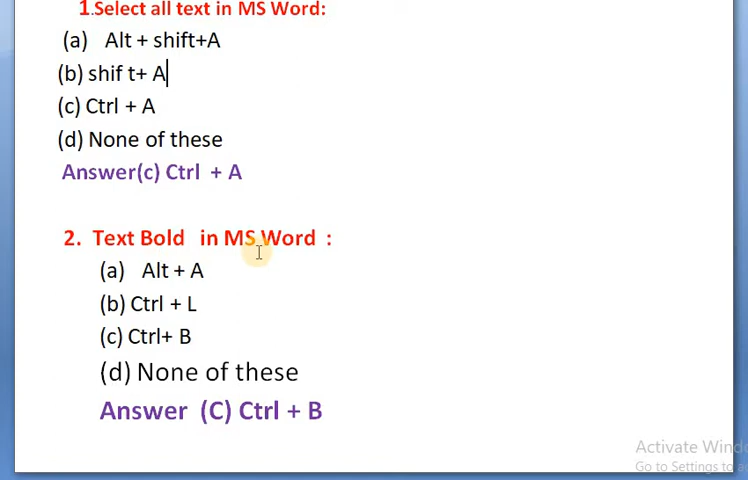 1.Select all text in MS Word:
(a) Alt + shift+A
(b) shif t+ A
(c) Ctrl + A
(d) None of these
Answer(c) Ctrl + A
2. Text Bold in MS Word :
(a) Alt + A
(b) Ctrl + L
(c) Ctrl+ B
(d) None of these
Answer (C) Ctrl + B
Activate Wind
Go to Settings to a